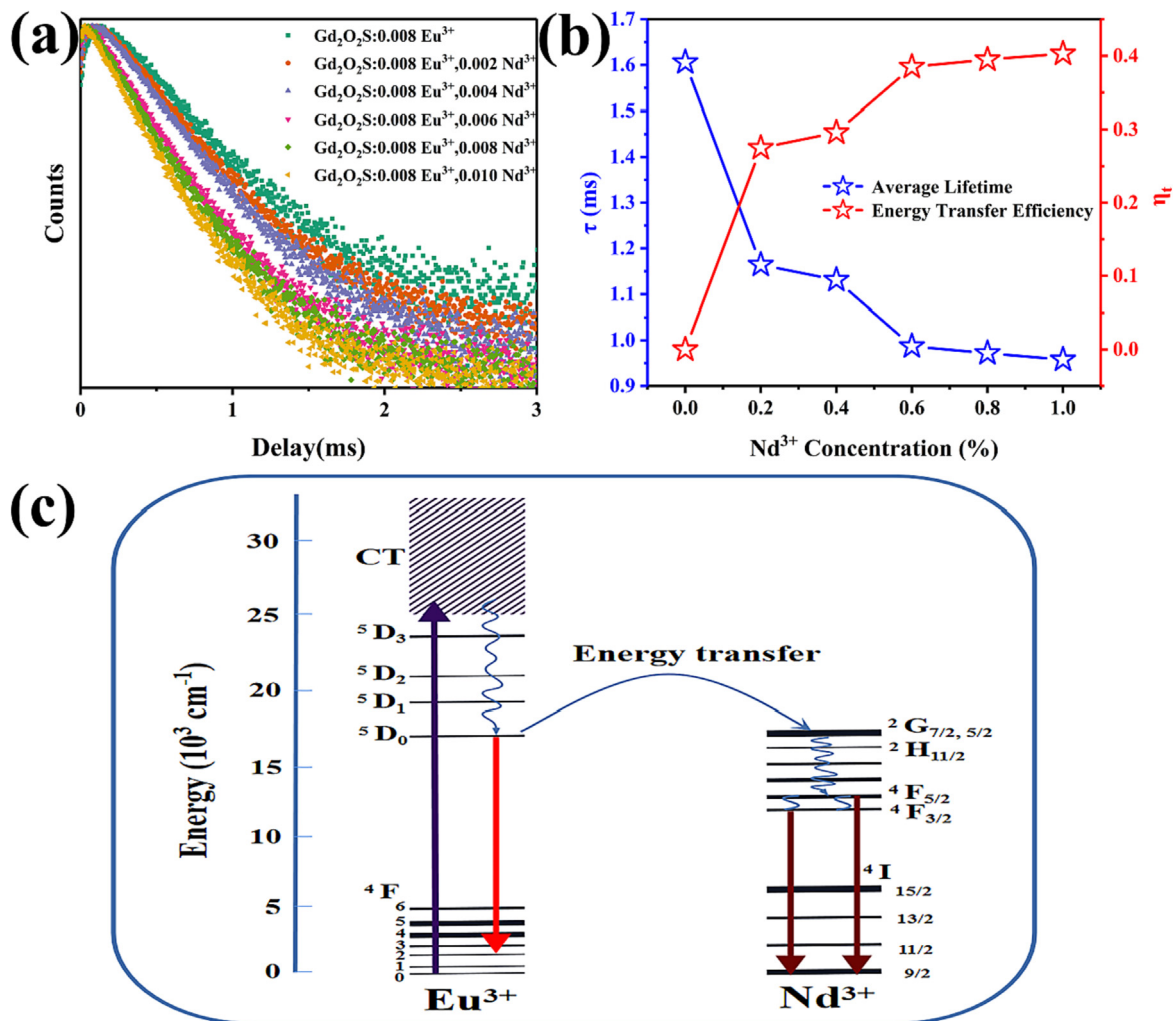 (a)
Counts
Gd₂O₂S:0.008 Eu³⁺
Gd₂O₂S:0.008 Eu³⁺,0.002 Nd³⁺
Gd₂O₂S:0.008 Eu³⁺,0.004 Nd³⁺
Gd₂O₂S:0.008 Eu³⁺,0.006 Nd³⁺
Gd₂O₂S:0.008 Eu³⁺,0.008 Nd³⁺
Gd₂O₂S:0.008 Eu³⁺,0.010 Nd³⁺
0 1 2 3
Delay(ms)
(b)
τ (ms)
1.7
1.6
1.5
1.4
1.3
1.2
1.1
1.0
0.9
Average Lifetime
Energy Transfer Efficiency
0.4
0.3
0.2
0.1
0.0
ηt
0.0 0.2 0.4 0.6 0.8 1.0
Nd³⁺ Concentration (%)
(c)
Energy (10³ cm⁻¹)
30
25
20
15
10
5
0
CT
⁵D₃
⁵D₂
⁵D₁
⁵D₀
⁴F
6
5
4
3
2
1
0
Eu³⁺
Energy transfer
²G7/2, 5/2
²H11/2
⁴F5/2
⁴F3/2
⁴I
15/2
13/2
11/2
9/2
Nd³⁺